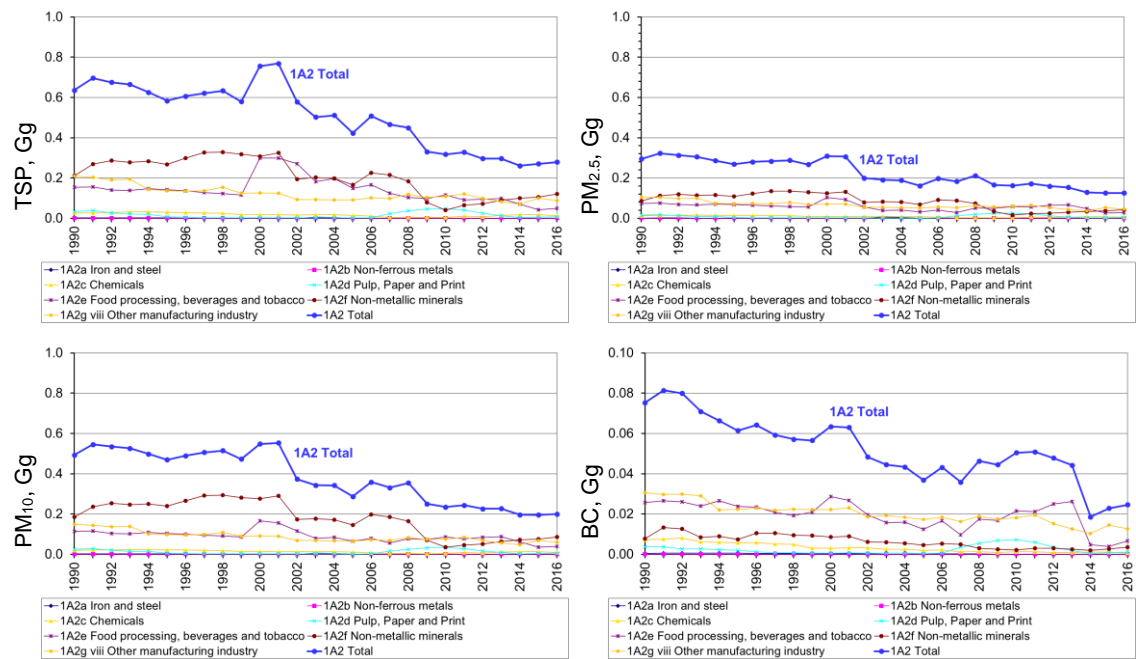 TSP, Gg
1.0
0.8
0.6
0.4
0.2
0.0
1A2 Total
1990 1992 1994 1996 1998 2000 2002 2004 2006 2008 2010 2012 2014 2016
1A2a Iron and steel 1A2b Non-ferrous metals
1A2c Chemicals 1A2d Pulp, Paper and Print
1A2e Food processing, beverages and tobacco 1A2f Non-metallic minerals
1A2g viii Other manufacturing industry 1A2 Total
PM2.5, Gg
1.0
0.8
0.6
0.4
0.2
0.0
1A2 Total
1990 1992 1994 1996 1998 2000 2002 2004 2006 2008 2010 2012 2014 2016
1A2a Iron and steel 1A2b Non-ferrous metals
1A2c Chemicals 1A2d Pulp, Paper and Print
1A2e Food processing, beverages and tobacco 1A2f Non-metallic minerals
1A2g viii Other manufacturing industry 1A2 Total
PM10, Gg
1.0
0.8
0.6
0.4
0.2
0.0
1A2 Total
1990 1992 1994 1996 1998 2000 2002 2004 2006 2008 2010 2012 2014 2016
1A2a Iron and steel 1A2b Non-ferrous metals
1A2c Chemicals 1A2d Pulp, Paper and Print
1A2e Food processing, beverages and tobacco 1A2f Non-metallic minerals
1A2g viii Other manufacturing industry 1A2 Total
BC, Gg
0.10
0.08
0.06
0.04
0.02
0.00
1A2 Total
1990 1992 1994 1996 1998 2000 2002 2004 2006 2008 2010 2012 2014 2016
1A2a Iron and steel 1A2b Non-ferrous metals
1A2c Chemicals 1A2d Pulp, Paper and Print
1A2e Food processing, beverages and tobacco 1A2f Non-metallic minerals
1A2g viii Other manufacturing industry 1A2 Total